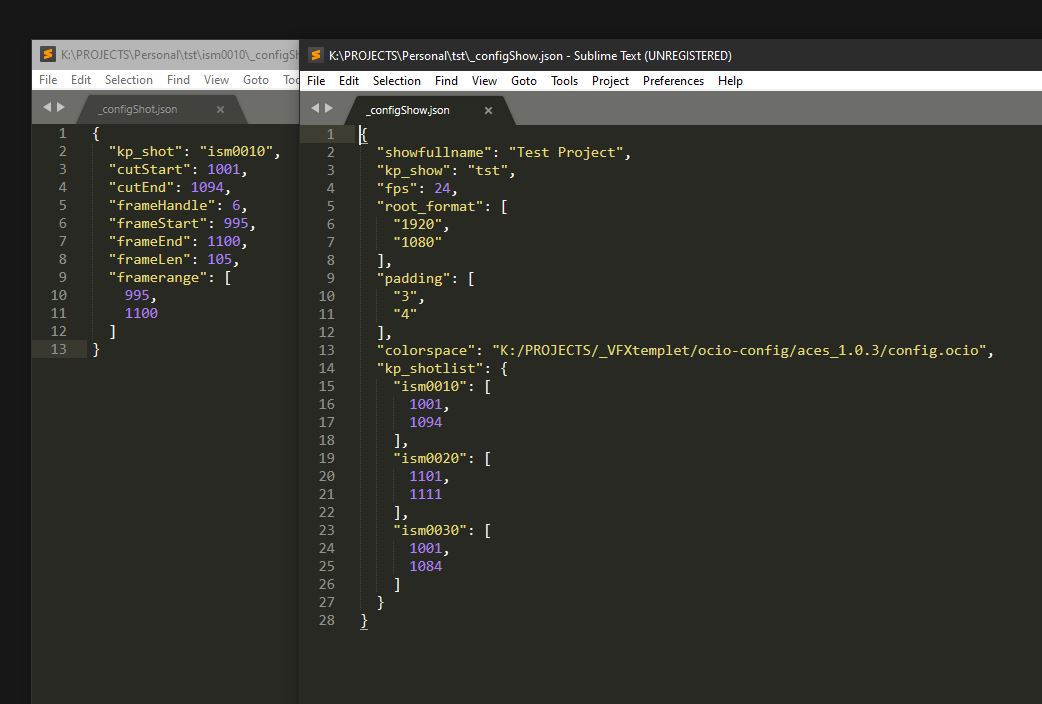 K:\PROJECTS\Personal\tst\ism0010\_configSh
File Edit Selection Find View Goto Too
_configShot.json ×
1 {
2 "kp_shot": "ism0010",
3 "cutStart": 1001,
4 "cutEnd": 1094,
5 "frameHandle": 6,
6 "frameStart": 995,
7 "frameEnd": 1100,
8 "frameLen": 105,
9 "framerange": [
10 995,
11 1100
12 ]
13 }
K:\PROJECTS\Personal\tst\_configShow.json - Sublime Text (UNREGISTERED)
File Edit Selection Find View Goto Tools Project Preferences Help
_configShow.json ×
1 {
2 "showfullname": "Test Project",
3 "kp_show": "tst",
4 "fps": 24,
5 "root_format": [
6 "1920",
7 "1080"
8 ],
9 "padding": [
10 "3",
11 "4"
12 ],
13 "colorspace": "K:/PROJECTS/_VFXtemplet/ocio-config/aces_1.0.3/config.ocio",
14 "kp_shotlist": {
15 "ism0010": [
16 1001,
17 1094
18 ],
19 "ism0020": [
20 1101,
21 1111
22 ],
23 "ism0030": [
24 1001,
25 1084
26 ]
27 }
28 }